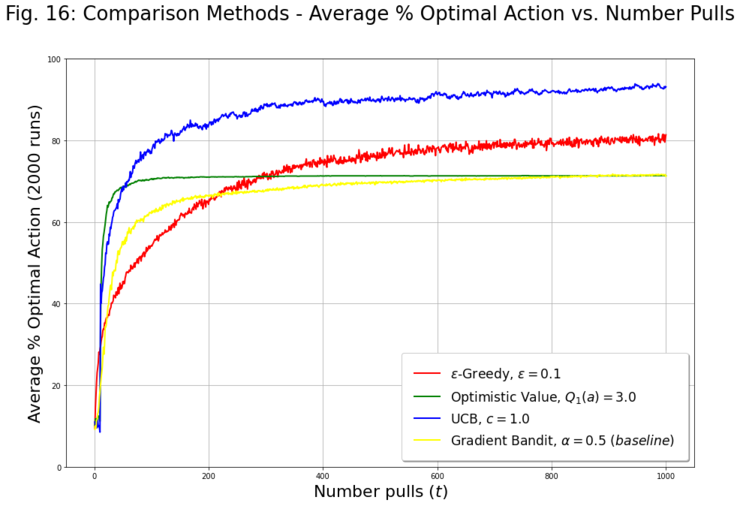 Fig. 16: Comparison Methods - Average % Optimal Action vs. Number Pulls
Average % Optimal Action (2000 runs)
100
80
60
40
20
0
ε-Greedy, ε = 0.1
Optimistic Value, Q₁(a) = 3.0
UCB, c = 1.0
Gradient Bandit, α = 0.5 (baseline)
0 200 400 600 800 1000
Number pulls (t)